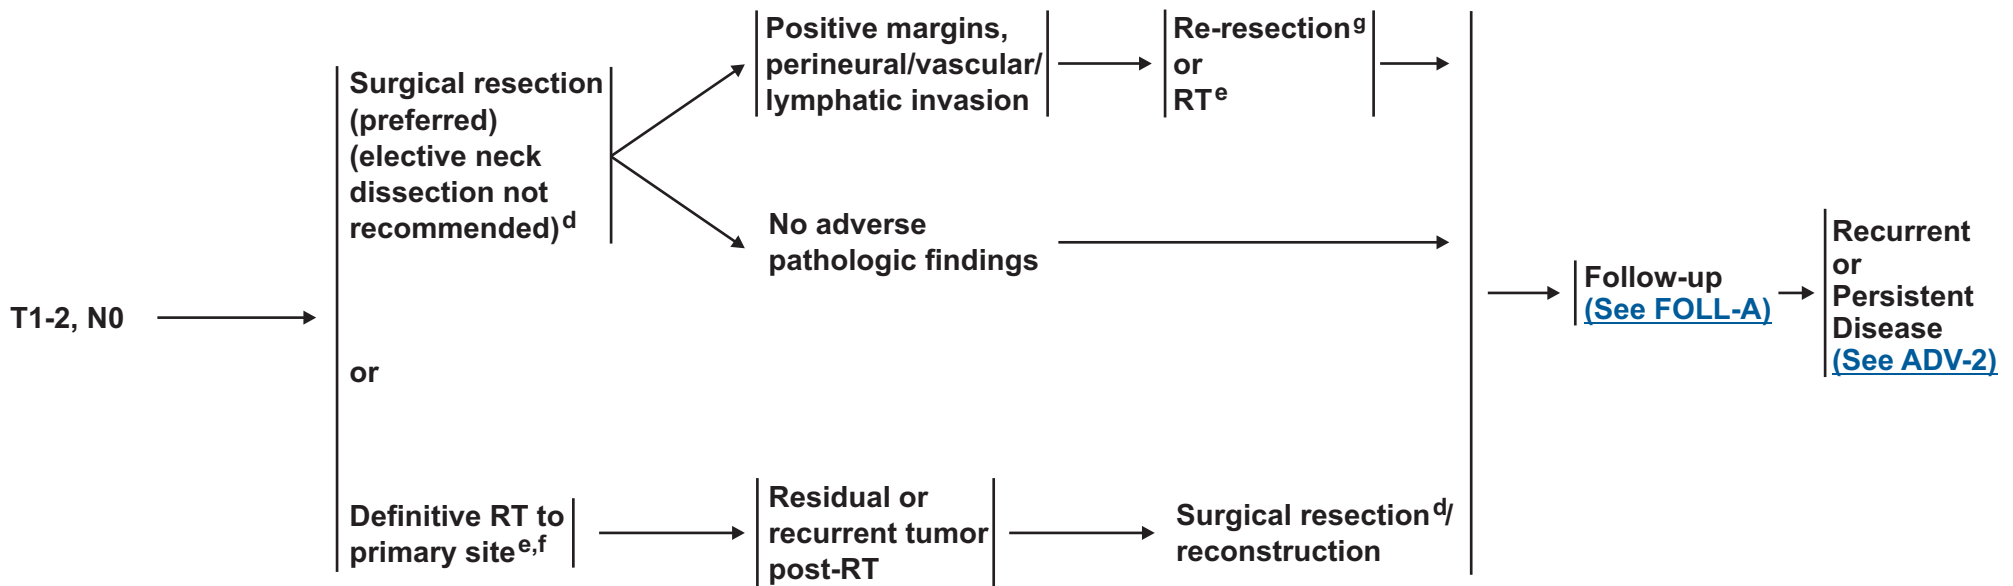 T1-2, N0
Surgical resection
(preferred)
(elective neck
dissection not
recommended)d
or
Definitive RT to
primary sitee,f
Positive margins,
perineural/vascular/
lymphatic invasion
Re-resectiong
or
RTe
No adverse
pathologic findings
Residual or
recurrent tumor
post-RT
Surgical resectiond/
reconstruction
Follow-up
(See FOLL-A)
Recurrent
or
Persistent
Disease
(See ADV-2)